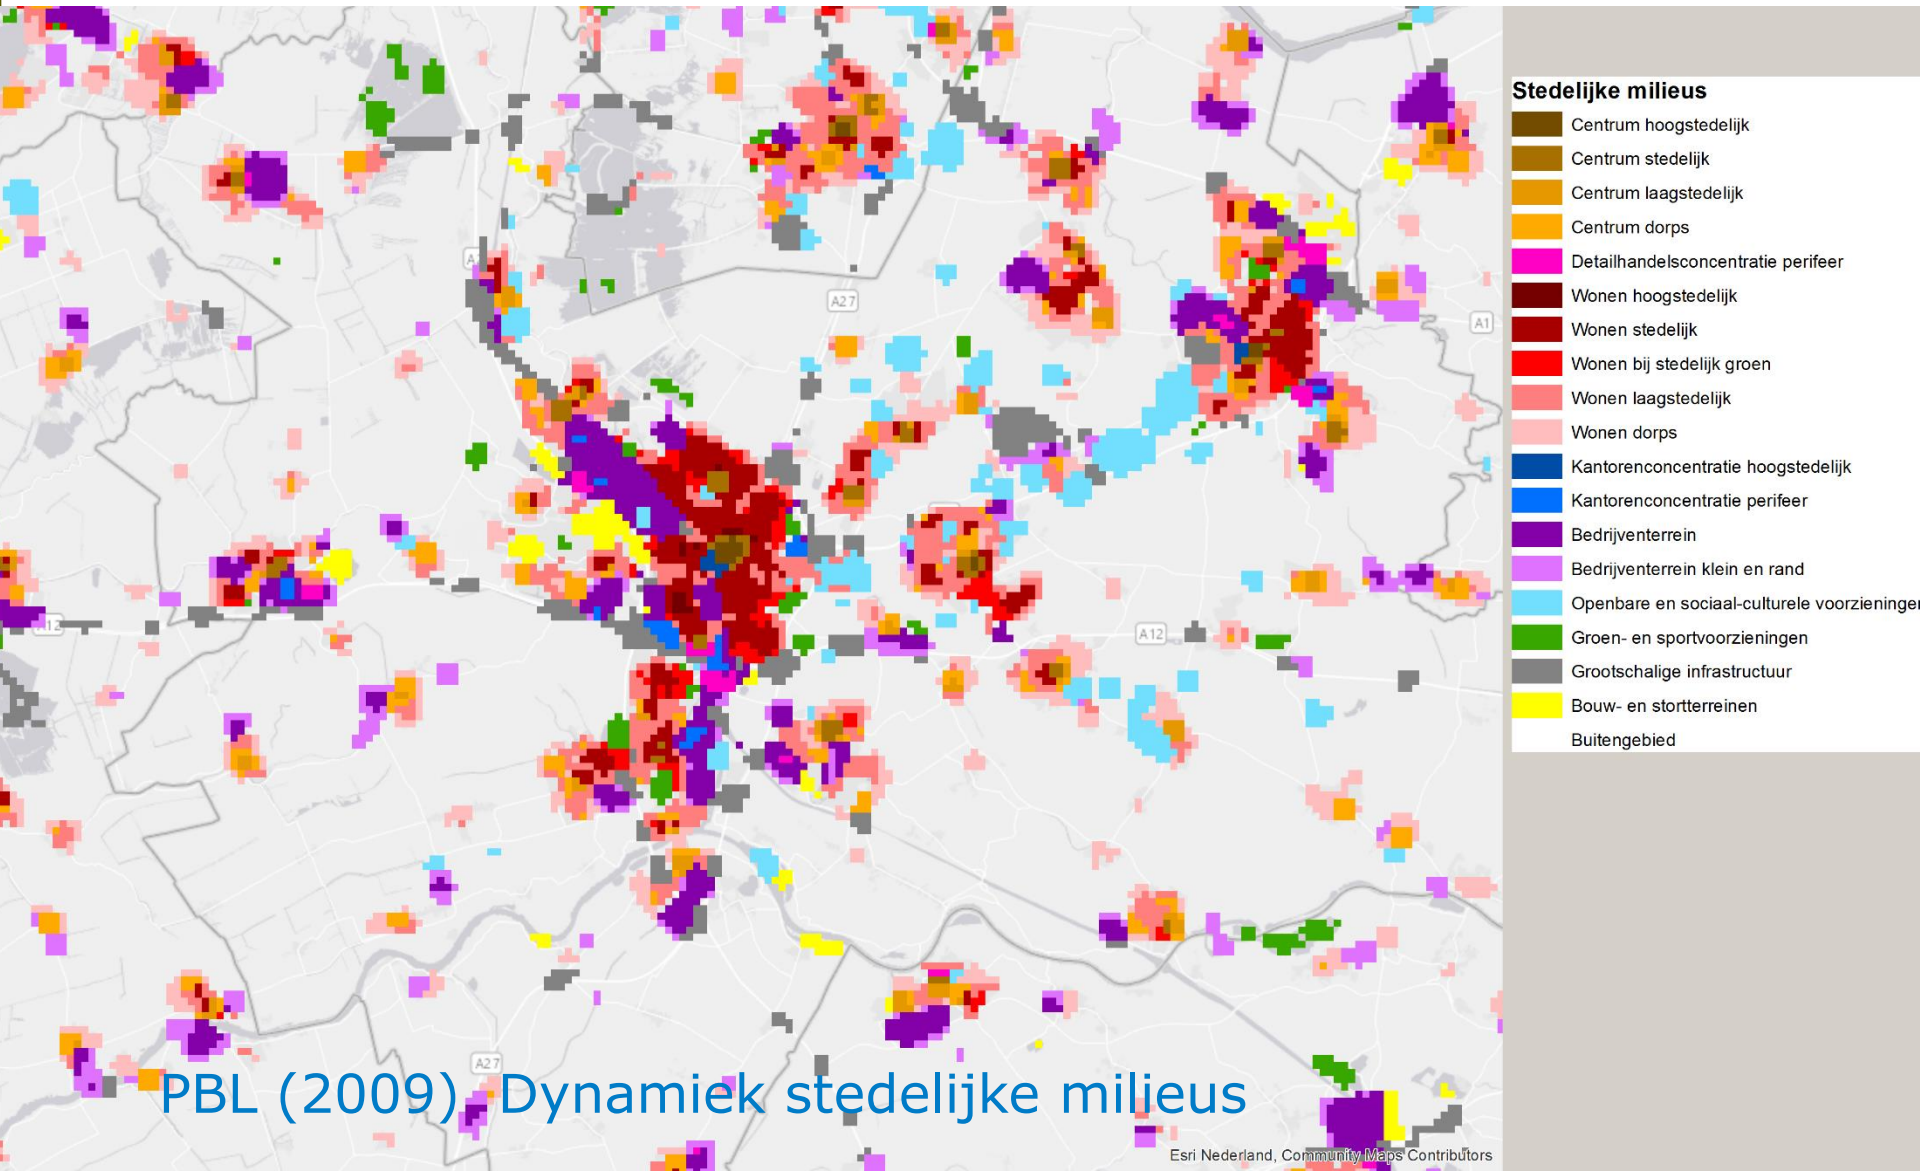 Stedelijke milieus
Centrum hoogstedelijk
Centrum stedelijk
Centrum laagstedelijk
Centrum dorps
Detailhandelsconcentratie perifeer
Wonen hoogstedelijk
Wonen stedelijk
Wonen bij stedelijk groen
Wonen laagstedelijk
Wonen dorps
Kantorenconcentratie hoogstedelijk
Kantorenconcentratie perifeer
Bedrijventerrein
Bedrijventerrein klein en rand
Openbare en sociaal-culturele voorzieningen
Groen- en sportvoorzieningen
Grootschalige infrastructuur
Bouw- en stortterreinen
Buitengebied
A27
A1
A12
A12
A27
PBL (2009) Dynamiek stedelijke milieus
Esri Nederland, Community Maps Contributors